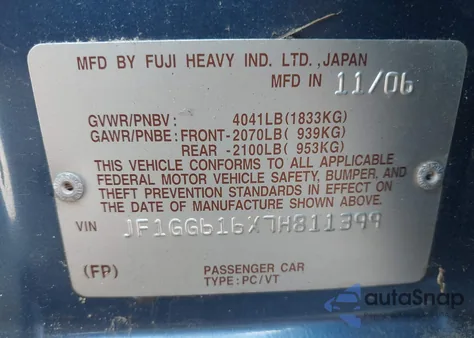 MFD BY FUJI HEAVY IND. LTD.,JAPAN
MFD IN 11/06
GVWR/PNBV: 4041LB(1833KG)
GAWR/PNBE: FRONT-2070LB( 939KG)
REAR -2100LB( 953KG)
THIS VEHICLE CONFORMS TO ALL APPLICABLE
FEDERAL MOTOR VEHICLE SAFETY, BUMPER, AND
THEFT PREVENTION STANDARDS IN EFFECT ON
THE DATE OF MANUFACTURE SHOWN ABOVE
VIN JF1GG616X7H811399
(FP) PASSENGER CAR
TYPE: PC/VT
autoSnap